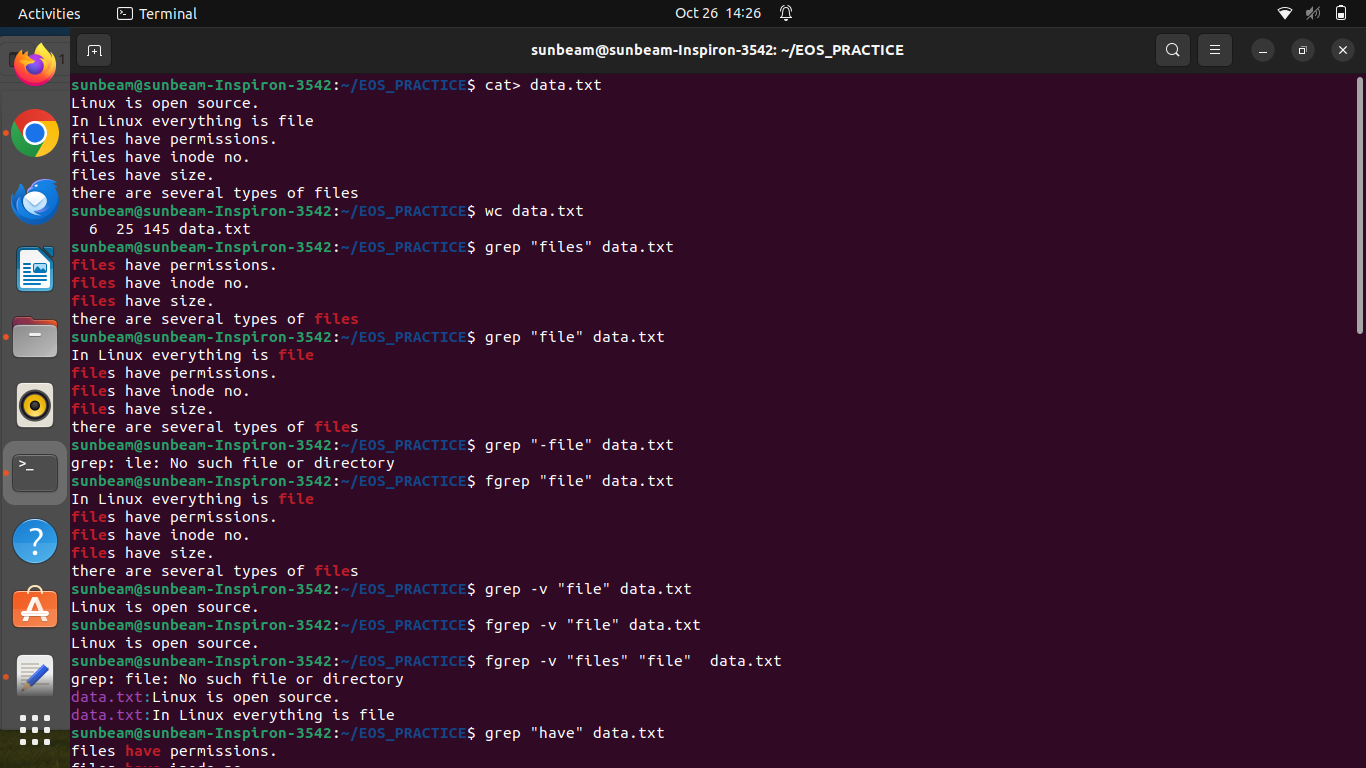 Activities
Terminal
Oct 26 14:26
1
sunbeam@sunbeam-Inspiron-3542: ~/EOS_PRACTICE
sunbeam@sunbeam-Inspiron-3542:~/EOS_PRACTICE$ cat> data.txt
Linux is open source.
In Linux everything is file
files have permissions.
files have inode no.
files have size.
there are several types of files
sunbeam@sunbeam-Inspiron-3542:~/EOS_PRACTICE$ wc data.txt
  6  25 145 data.txt
sunbeam@sunbeam-Inspiron-3542:~/EOS_PRACTICE$ grep "files" data.txt
files have permissions.
files have inode no.
files have size.
there are several types of files
sunbeam@sunbeam-Inspiron-3542:~/EOS_PRACTICE$ grep "file" data.txt
In Linux everything is file
files have permissions.
files have inode no.
files have size.
there are several types of files
sunbeam@sunbeam-Inspiron-3542:~/EOS_PRACTICE$ grep "-file" data.txt
grep: ile: No such file or directory
sunbeam@sunbeam-Inspiron-3542:~/EOS_PRACTICE$ fgrep "file" data.txt
In Linux everything is file
files have permissions.
files have inode no.
files have size.
there are several types of files
sunbeam@sunbeam-Inspiron-3542:~/EOS_PRACTICE$ grep -v "file" data.txt
Linux is open source.
sunbeam@sunbeam-Inspiron-3542:~/EOS_PRACTICE$ fgrep -v "file" data.txt
Linux is open source.
sunbeam@sunbeam-Inspiron-3542:~/EOS_PRACTICE$ fgrep -v "files" "file"  data.txt
grep: file: No such file or directory
data.txt:Linux is open source.
data.txt:In Linux everything is file
sunbeam@sunbeam-Inspiron-3542:~/EOS_PRACTICE$ grep "have" data.txt
files have permissions.
files have inode no.